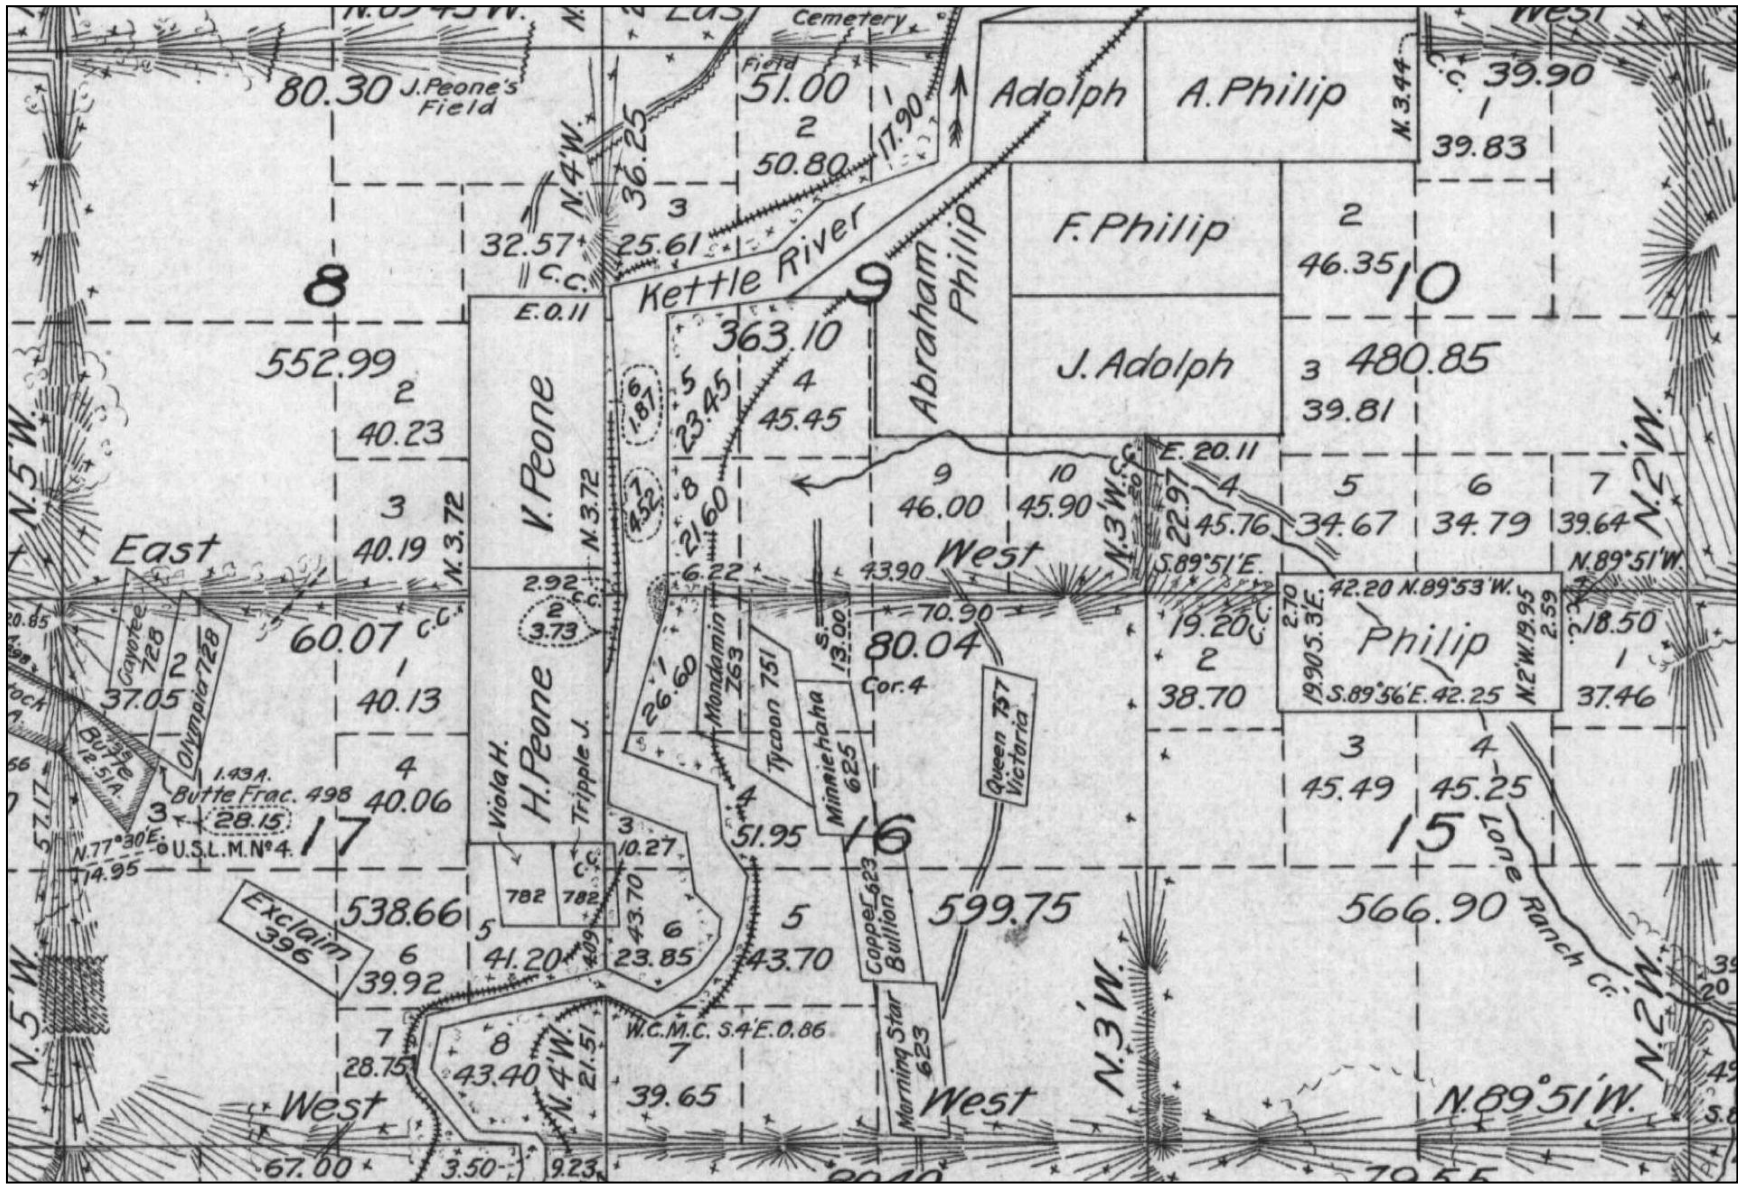 N.
Cemetery
West
80.30
J. Peone's
Field
Field
51.00
2
50.80
1
17.90
Adolph
A. Philip
N. 3.44
C.C.
39.90
1
39.83
N.4'W.
36.25
3
32.57
25.61
C.C.
Kettle River
8
9
Abraham
Philip
F. Philip
2
46.35
10
E. 0.11
552.99
363.10
J. Adolph
3
480.85
39.81
2
40.23
V. Peone
6
1.87
5
23.45
4
45.45
N.5'W.
N.2'W.
3
40.19
N.3.72
N.3.72
7
4.52
8
21.60
9
46.00
10
45.90
N.3'W.
C.C.
E. 20.11
22.97
4
45.76
5
34.67
6
34.79
7
39.64
East
West
S.89°51'E.
N.89°51'W.
2.92
C.C.
6.22
43.90
70.90
42.20 N.89°53'W.
20.85
Cayotee
728
2
37.05
Olympia 728
60.07
C.C.
1
40.13
2
3.73
1
26.60
Mondamin
763
Tycoon 751
S.
13.00
80.04
Cor. 4
19.20
C.C.
2
38.70
2.70
19.90 S.3'E.
Philip
S.89°56'E. 42.25
N.2'W. 19.95
2.59
C.C.
18.50
1
37.46
Butte
12.51A.
1.43A.
Butte Frac. 498
3
28.15
57.17
N.77°30'E.
14.95
U.S.L.M. Nº 4.
17
4
40.06
Viola H.
H. Peone
Tripple J.
Minniehaha
625
Queen 757
Victoria
3
45.49
4
45.25
3
10.27
4
51.95
16
15
Lone Ranch Cr.
Exclaim
396
538.66
782
782
C.C.
5
41.20
4.09
43.70
6
23.85
5
43.70
Copper 623
Bullion
599.75
566.90
6
39.92
N.5'W.
N.3'W.
N.2'W.
39
20
7
28.75
8
43.40
N.4'W.
21.51
W.C.M.C. S.4'E. 0.86
7
39.65
Morning Star
623
West
West
N.89°51'W.
49
67.00
3.50
9.23